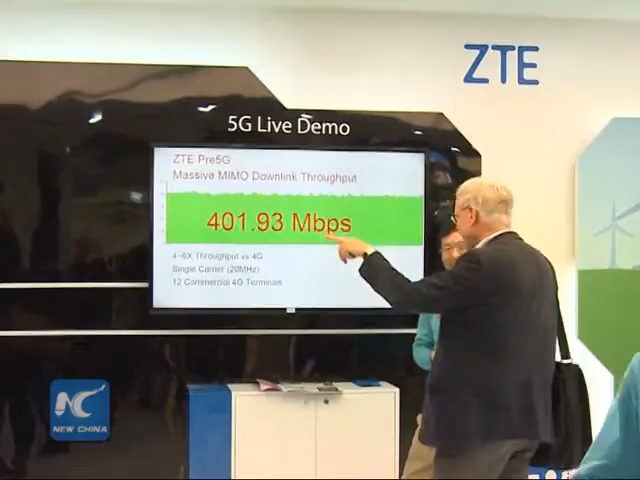 ZTE
5G Live Demo
ZTE Pre5G
Massive MIMO Downlink Throughput
401.93 Mbps
4~6X Throughput vs 4G
Single Carrier (20MHz)
12 Commercial 4G Terminals
NC
NEW CHINA